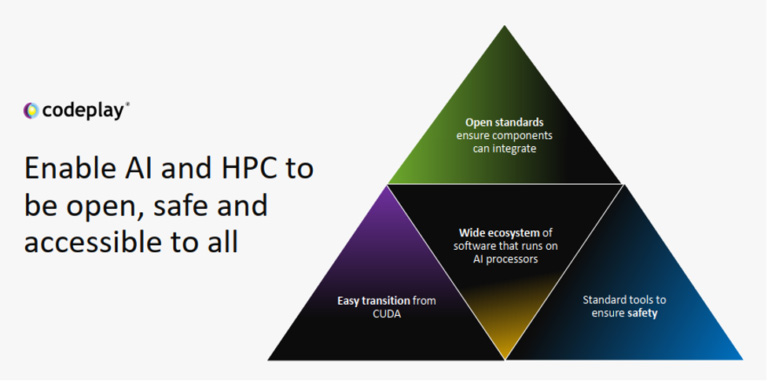 codeplay®
Enable AI and HPC to
be open, safe and
accessible to all
Open standards
ensure components
can integrate
Wide ecosystem of
software that runs on
AI processors
Easy transition from
CUDA
Standard tools to
ensure safety